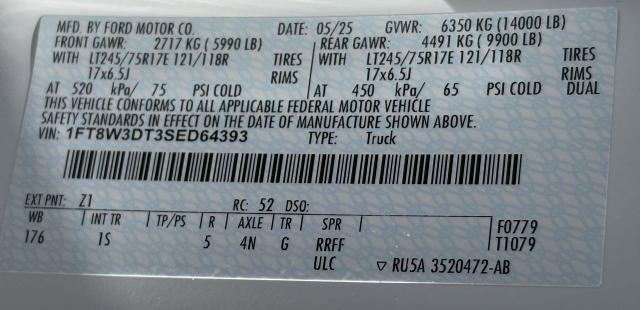 MFD. BY FORD MOTOR CO. DATE: 05/25 GVWR: 6350 KG (14000 LB)
FRONT GAWR: 2717 KG (5990 LB) REAR GAWR: 4491 KG (9900 LB)
WITH LT245/75R17E 121/118R TIRES WITH LT245/75R17E 121/118R TIRES
17x6.5J RIMS 17x6.5J RIMS
AT 520 kPa/ 75 PSI COLD AT 450 kPa/ 65 PSI COLD DUAL
THIS VEHICLE CONFORMS TO ALL APPLICABLE FEDERAL MOTOR VEHICLE
SAFETY STANDARDS IN EFFECT ON THE DATE OF MANUFACTURE SHOWN ABOVE.
VIN: 1FT8W3DT3SED64393 TYPE: Truck
EXT PNT: Z1 RC: 52 DSO:
WB INT TR TP/PS R AXLE TR SPR F0779
176 1S 5 4N G RRFF T1079
ULC ▽ RU5A 3520472-AB